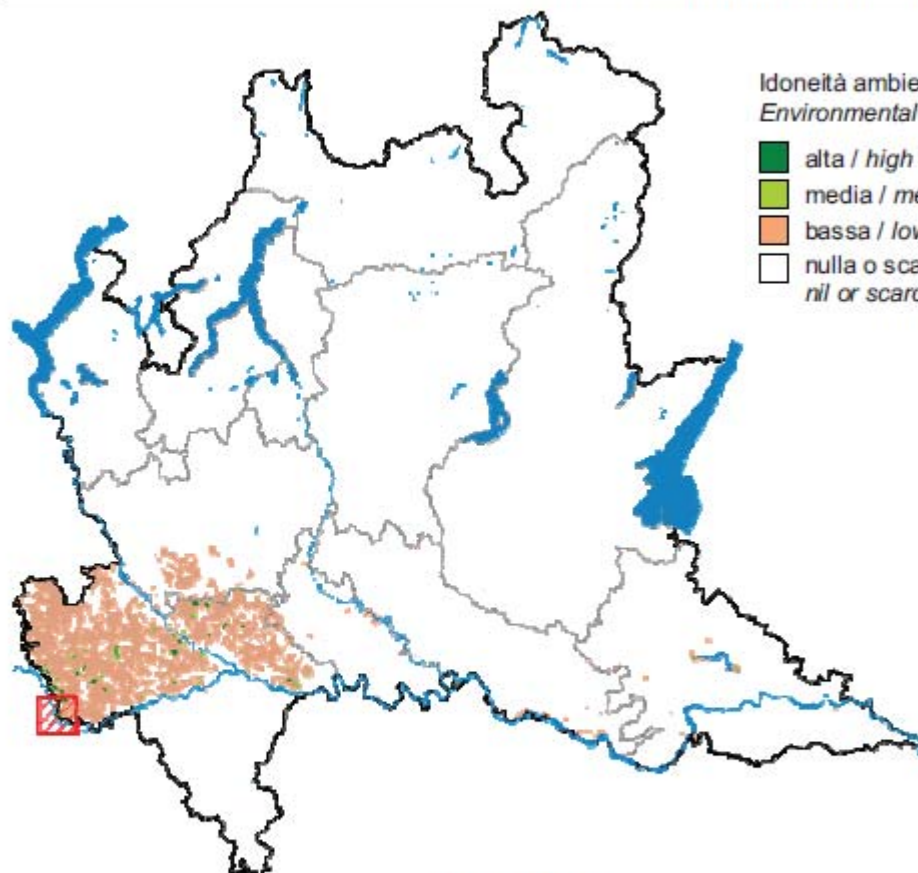 Idoneità ambie
Environmental
alta / high
media / me
bassa / low
nulla o sca
nil or scarc